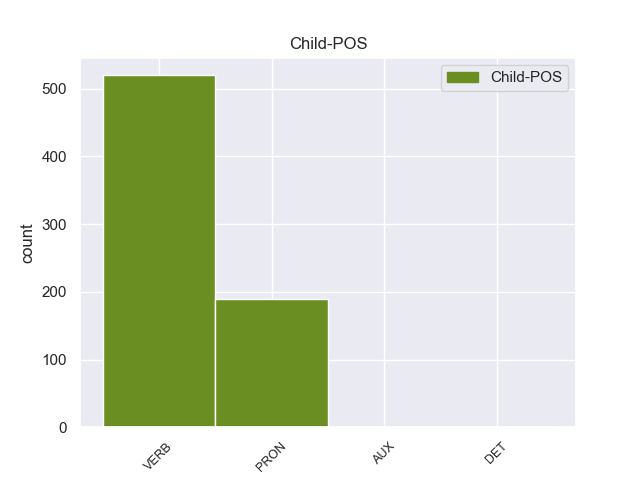 Child-POS
Child-POS
500
400
300
200
100
0
count
VERB
PRON
AUX
DET